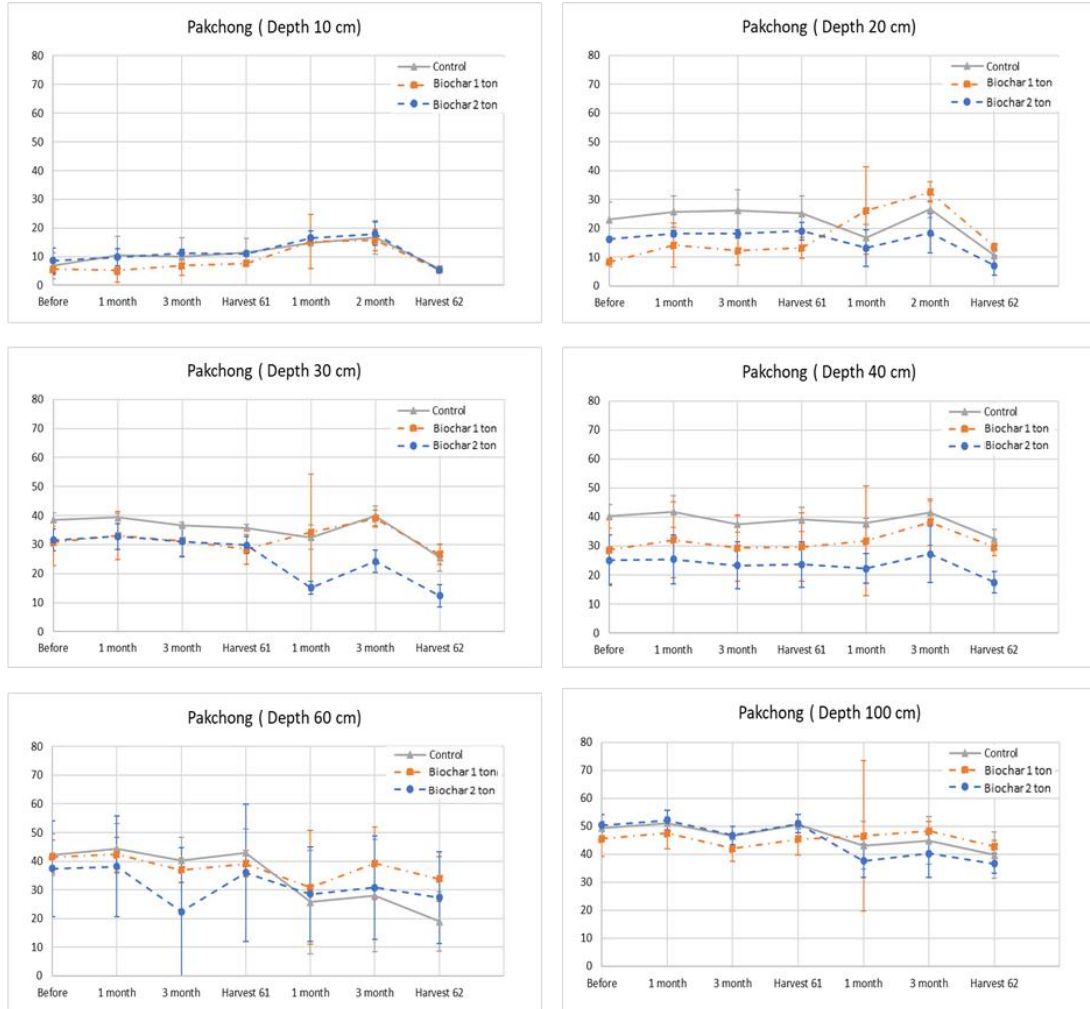 Pakchong ( Depth 10 cm)
80
70
60
50
40
30
20
10
0
Control
Biochar 1 ton
Biochar 2 ton
Before 1 month 3 month Harvest 61 1 month 2 month Harvest 62
Pakchong ( Depth 20 cm)
80
70
60
50
40
30
20
10
0
Control
Biochar 1 ton
Biochar 2 ton
Before 1 month 3 month Harvest 61 1 month 2 month Harvest 62
Pakchong ( Depth 30 cm)
80
70
60
50
40
30
20
10
0
Control
Biochar 1 ton
Biochar 2 ton
Before 1 month 3 month Harvest 61 1 month 3 month Harvest 62
Pakchong ( Depth 40 cm)
80
70
60
50
40
30
20
10
0
Control
Biochar 1 ton
Biochar 2 ton
Before 1 month 3 month Harvest 61 1 month 3 month Harvest 62
Pakchong ( Depth 60 cm)
80
70
60
50
40
30
20
10
0
Control
Biochar 1 ton
Biochar 2 ton
Before 1 month 3 month Harvest 61 1 month 3 month Harvest 62
Pakchong ( Depth 100 cm)
80
70
60
50
40
30
20
10
0
Control
Biochar 1 ton
Biochar 2 ton
Before 1 month 3 month Harvest 61 1 month 3 month Harvest 62